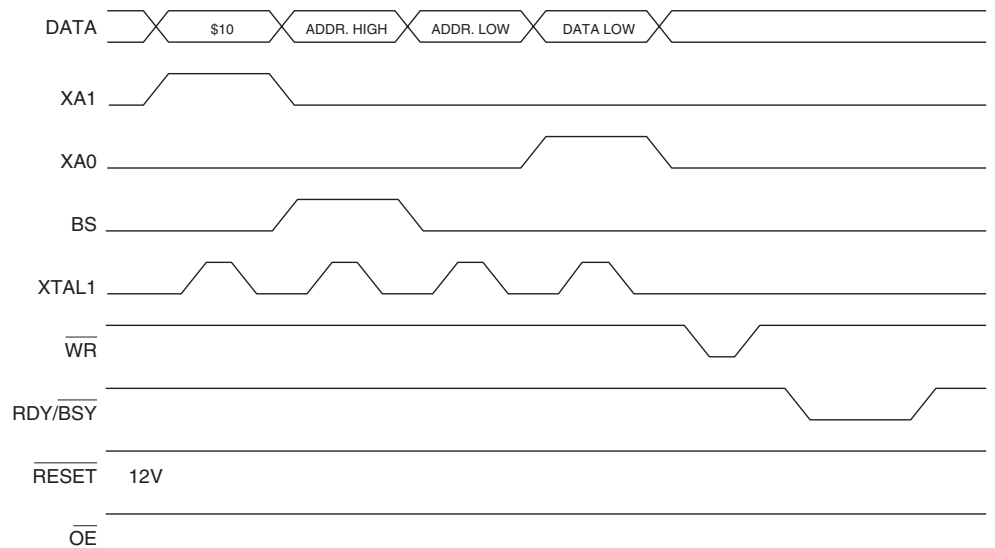 DATA $10 ADDR. HIGH ADDR. LOW DATA LOW
XA1
XA0
BS
XTAL1
WR
RDY/BSY
RESET 12V
OE